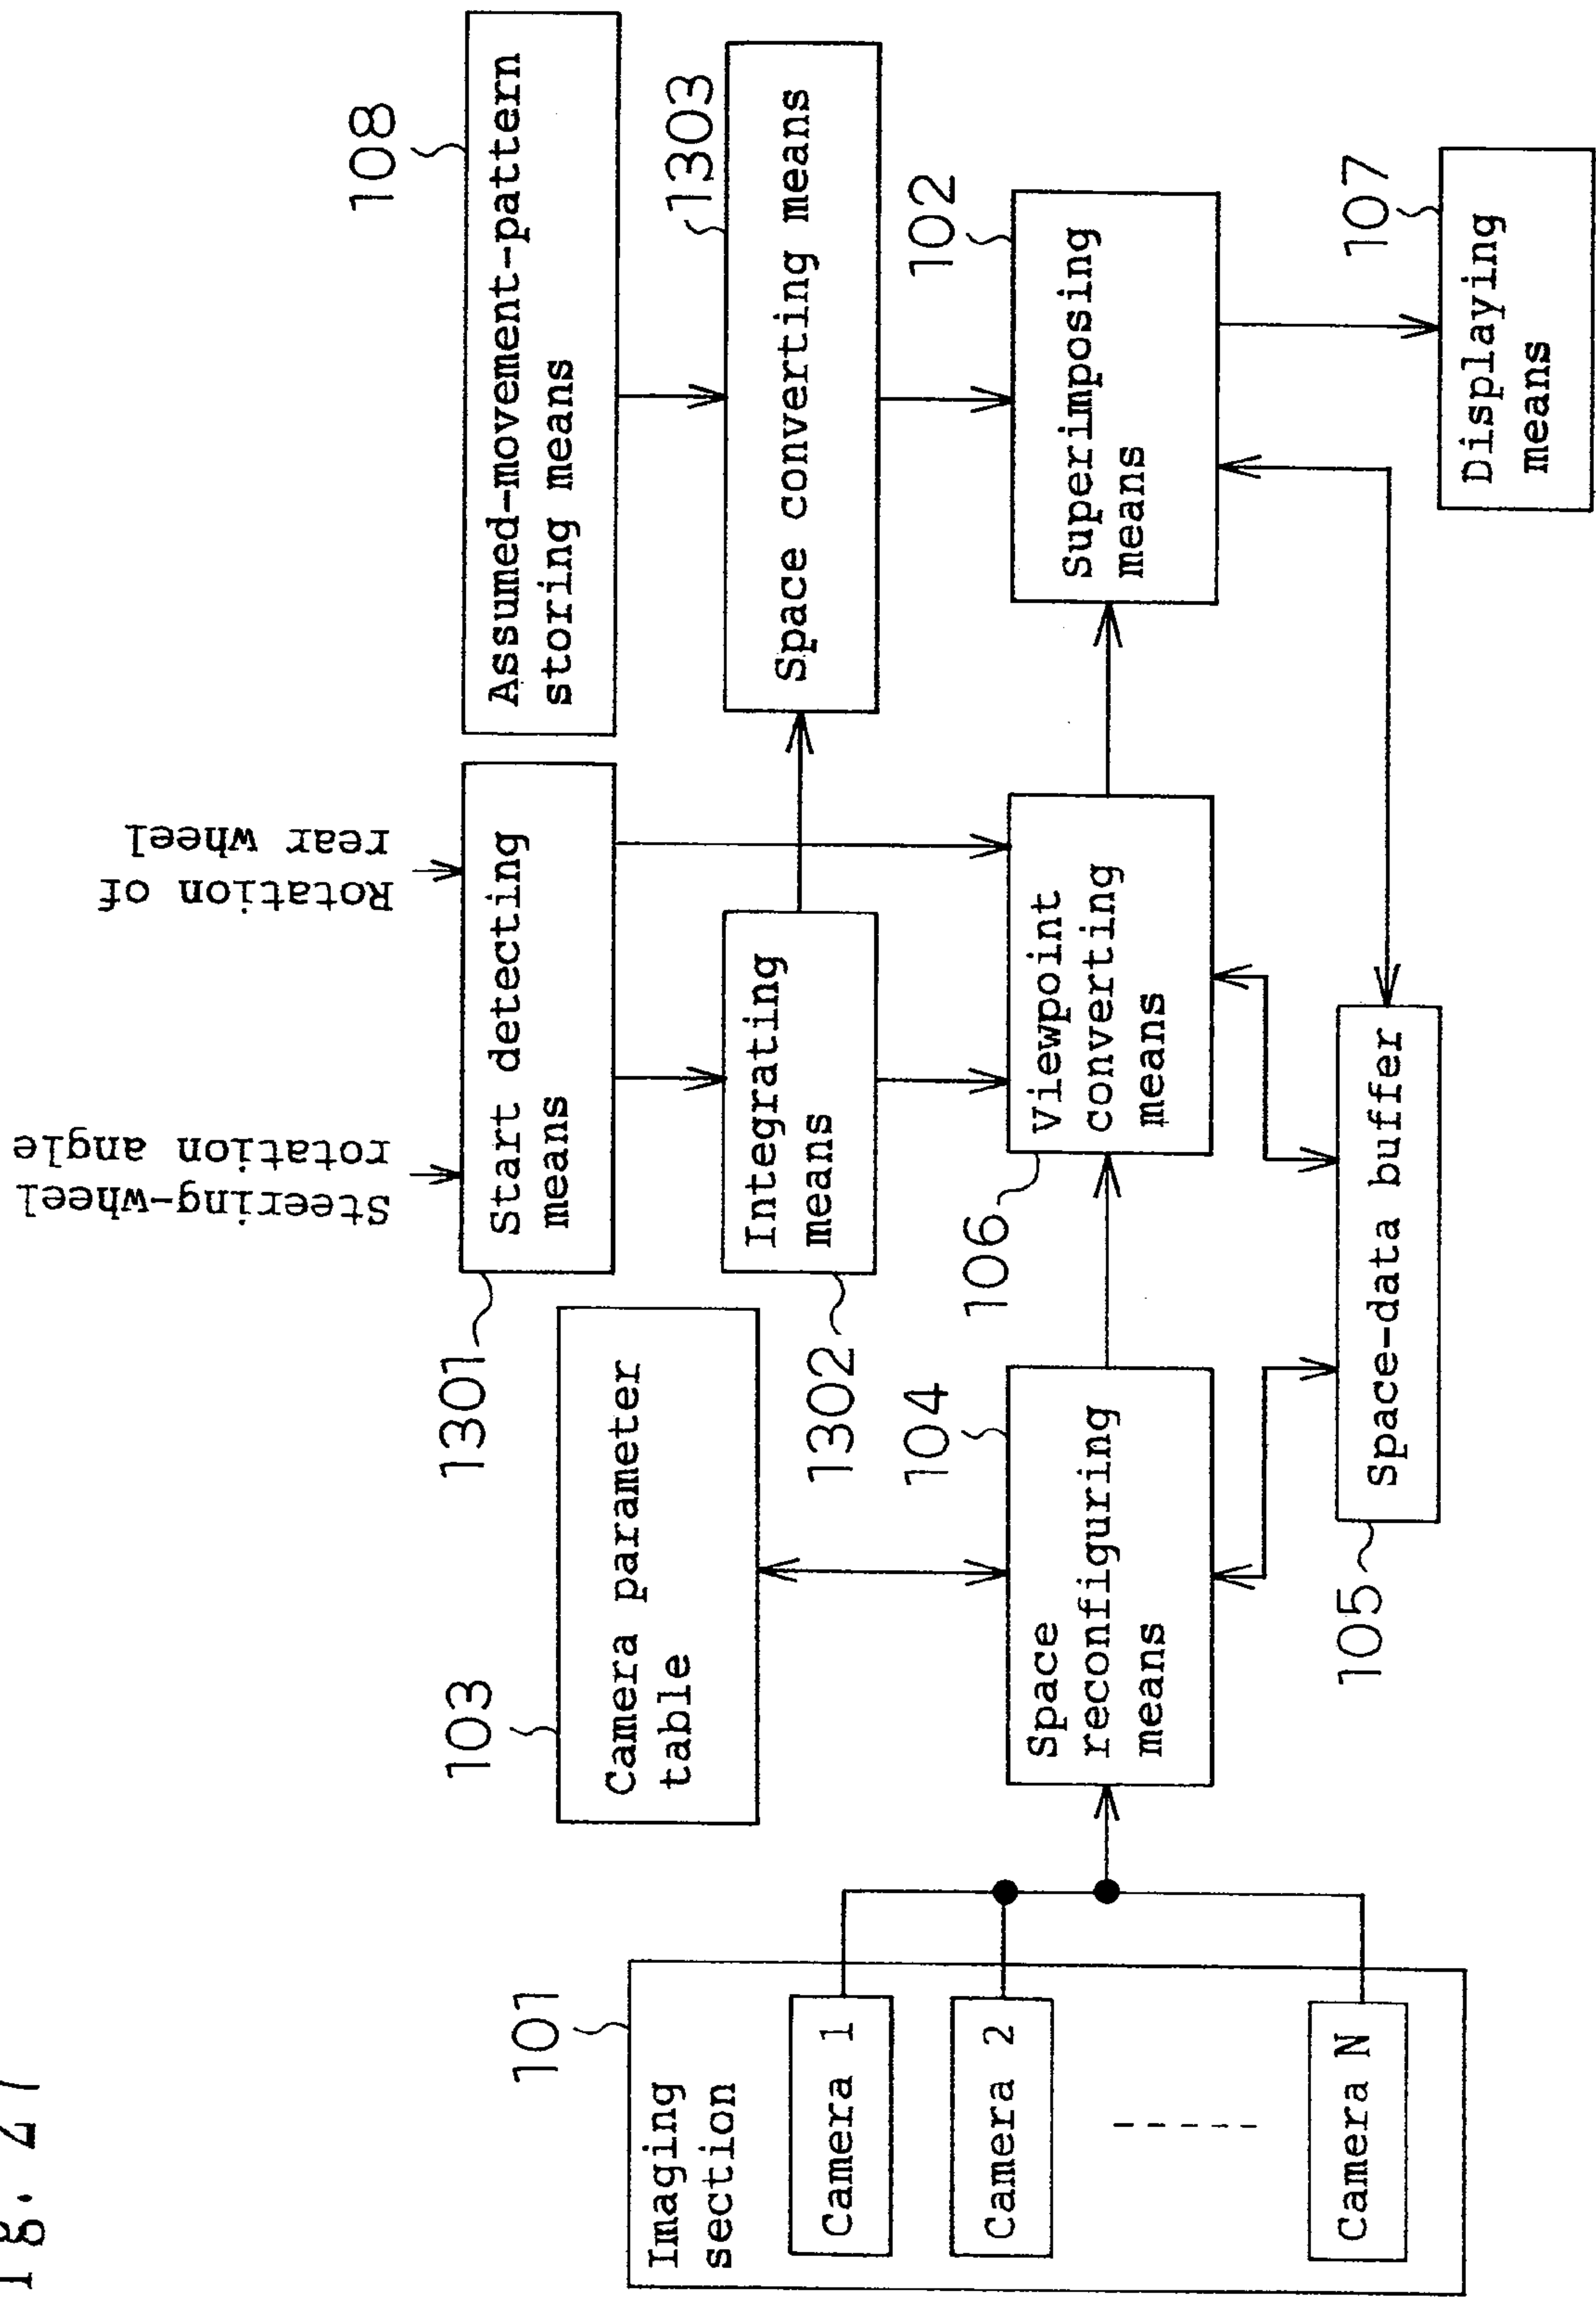 ig. 27
Steering-wheel
rotation angle
Rotation of
rear wheel
108
Assumed-movement-pattern
storing means
1301
Start detecting
means
103
Camera parameter
table
1303
Space converting means
1302
Integrating
means
101
Imaging
section
Camera 1
Camera 2
Camera N
104
Space
reconfiguring
means
106
Viewpoint
converting
means
102
Superimposing
means
105
Space-data buffer
107
Displaying
means